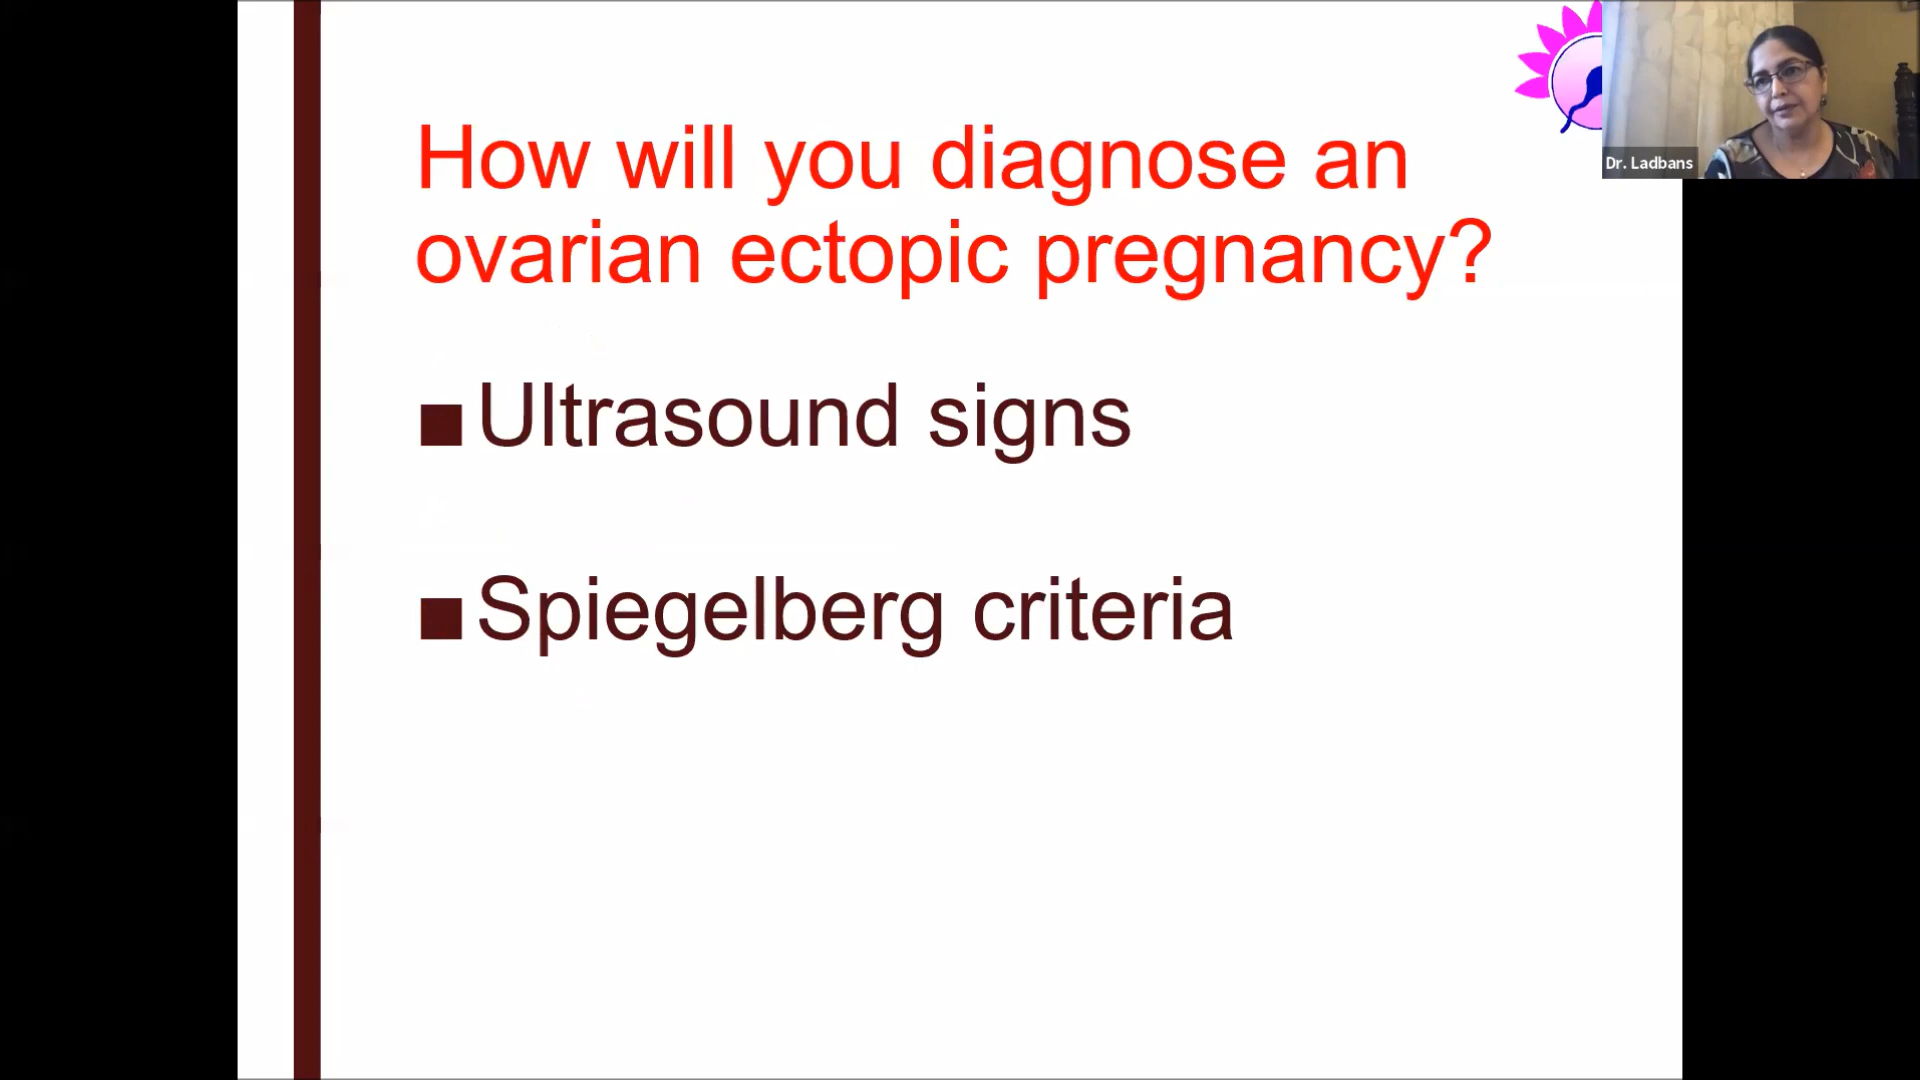 How will you diagnose an
ovarian ectopic pregnancy?
Ultrasound signs
Spiegelberg criteria
Dr. Ladbans